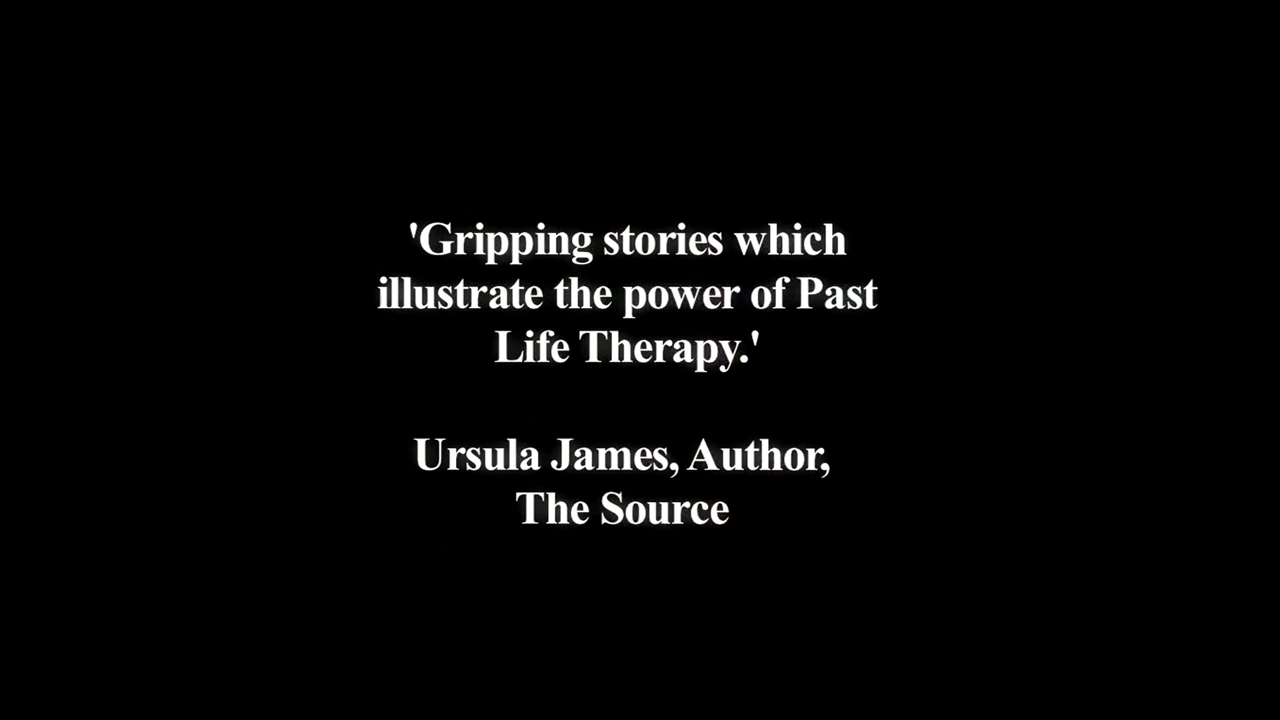 'Gripping stories which
illustrate the power of Past
Life Therapy.'
Ursula James, Author,
The Source